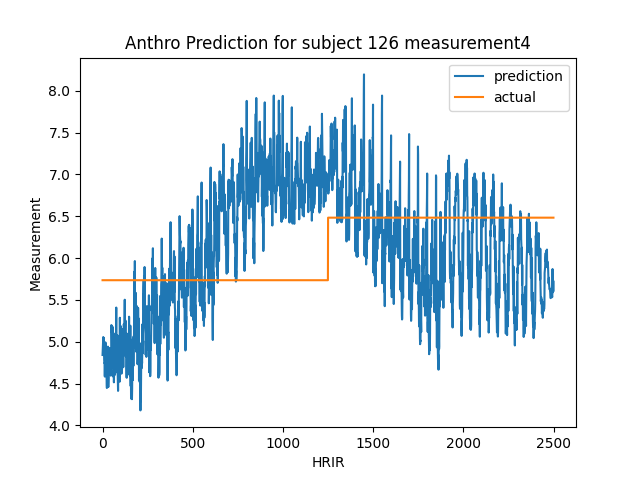 Anthro Prediction for subject 126 measurement4
prediction
actual
Measurement
8.0
7.5
7.0
6.5
6.0
5.5
5.0
4.5
4.0
0 500 1000 1500 2000 2500
HRIR